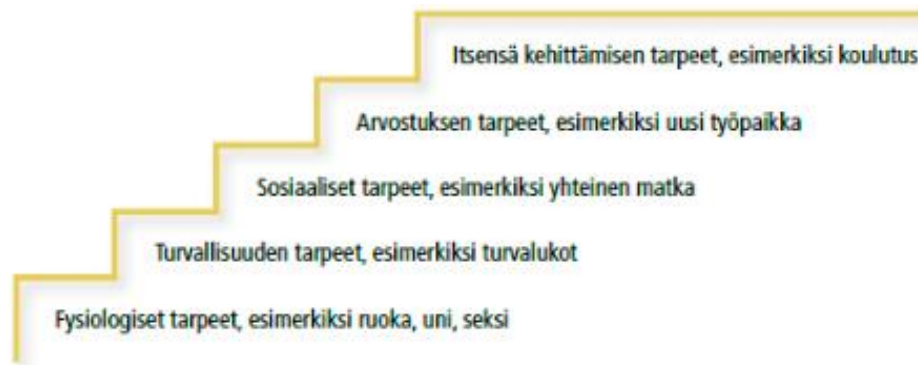 Itsensä kehittämisen tarpeet, esimerkiksi koulutus
Arvostuksen tarpeet, esimerkiksi uusi työpaikka
Sosiaaliset tarpeet, esimerkiksi yhteinen matka
Turvallisuuden tarpeet, esimerkiksi turvalukot
Fysiologiset tarpeet, esimerkiksi ruoka, uni, seksi